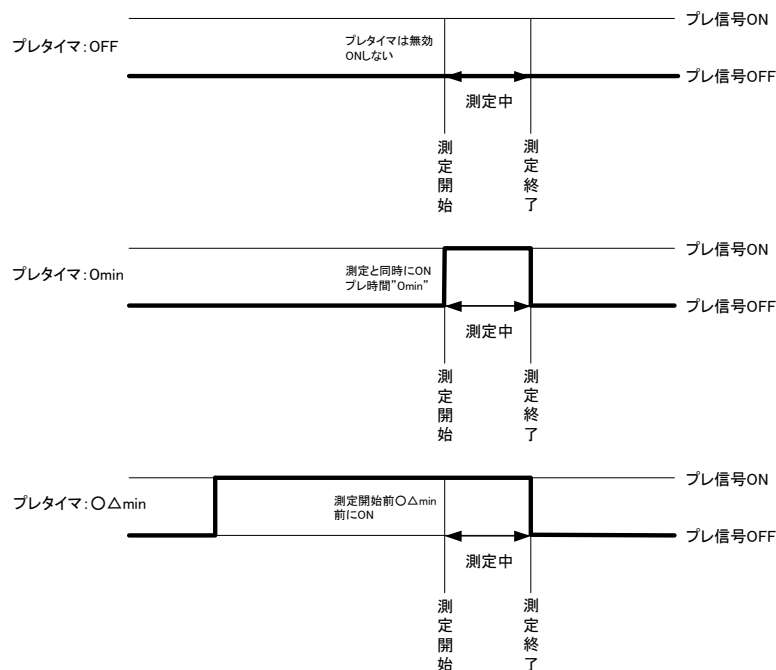 プレ信号ON
プレタイマ：OFF
プレタイマは無効
ONしない
プレ信号OFF
測定中
測定開始
測定終了
プレ信号ON
プレタイマ：0min
測定と同時にON
プレ時間”0min”
プレ信号OFF
測定中
測定開始
測定終了
プレ信号ON
プレタイマ：○△min
測定開始前○△min
前にON
プレ信号OFF
測定中
測定開始
測定終了